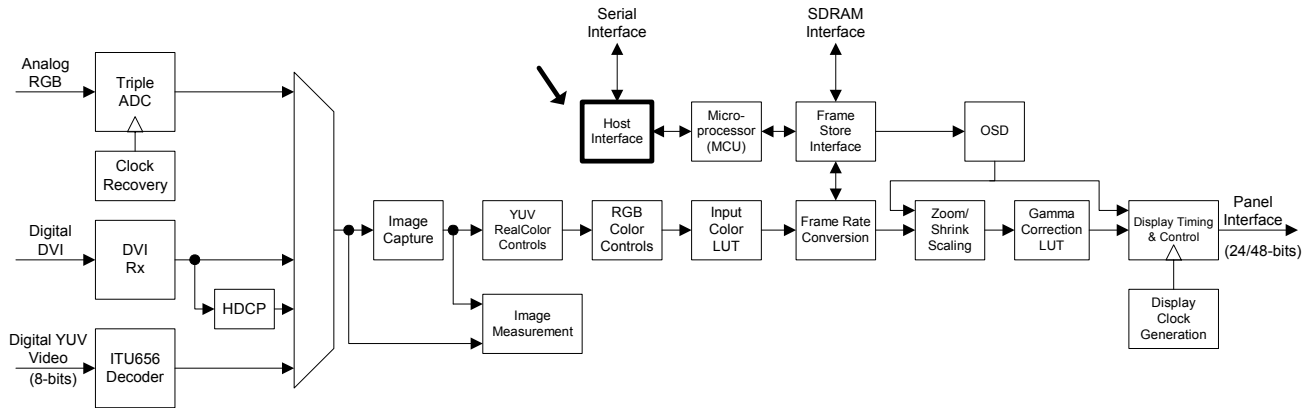 Serial
Interface
SDRAM
Interface
Analog
RGB
Triple
ADC
Clock
Recovery
Host
Interface
Micro-
processor
(MCU)
Frame
Store
Interface
OSD
Digital
DVI
DVI
Rx
HDCP
Image
Capture
YUV
RealColor
Controls
RGB
Color
Controls
Input
Color
LUT
Frame Rate
Conversion
Zoom/
Shrink
Scaling
Gamma
Correction
LUT
Display Timing
& Control
Panel
Interface
(24/48-bits)
Image
Measurement
Display
Clock
Generation
Digital YUV
Video
(8-bits)
ITU656
Decoder